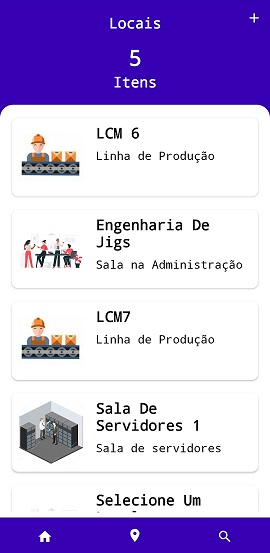 Locais
5
Itens
LCM 6
Linha de Produção
Engenharia De
Jigs
Sala na Administração
LCM7
Linha de Produção
Sala De
Servidores 1
Sala de servidores
Selecione Um